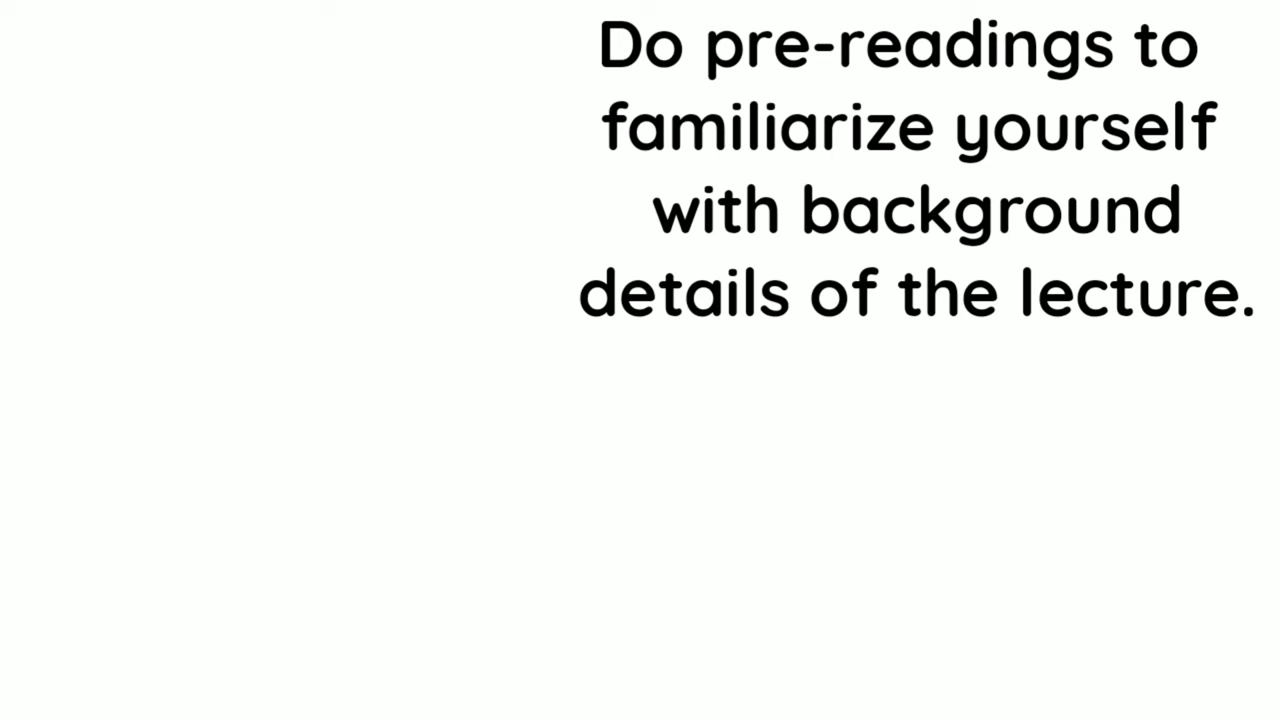 Do pre-readings to
familiarize yourself
with background
details of the lecture.